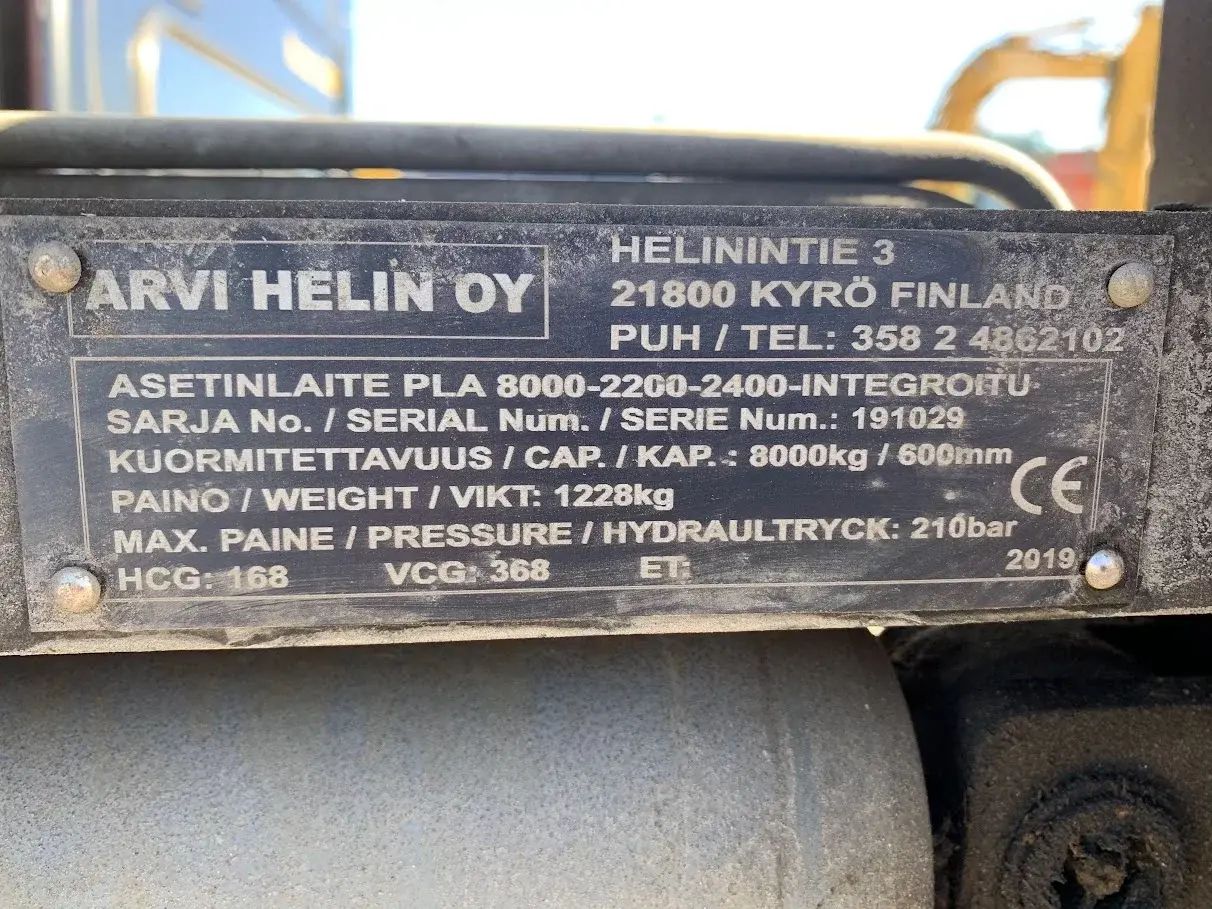 ARVI HELIN OY
HELININTIE 3
21800 KYRÖ FINLAND
PUH / TEL: 358 2 4862102
ASETINLAITE PLA 8000-2200-2400-INTEGROITU
SARJA No. / SERIAL Num. / SERIE Num.: 191029
KUORMITETTAVUUS / CAP. / KAP. : 8000kg / 600mm
PAINO / WEIGHT / VIKT: 1228kg
MAX. PAINE / PRESSURE / HYDRAULTRYCK: 210bar
HCG: 168 VCG: 368 ET: 2019
CE